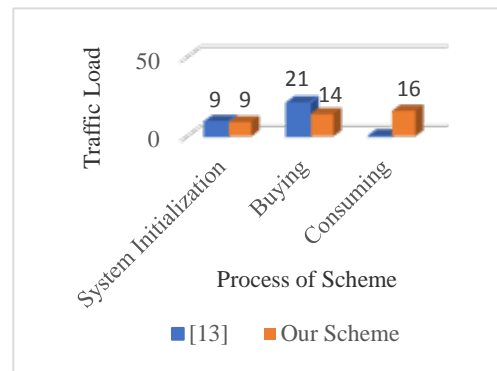 50
0
Traffic Load
9 9
21
14
16
System Initialization
Buying
Consuming
Process of Scheme
[13] Our Scheme